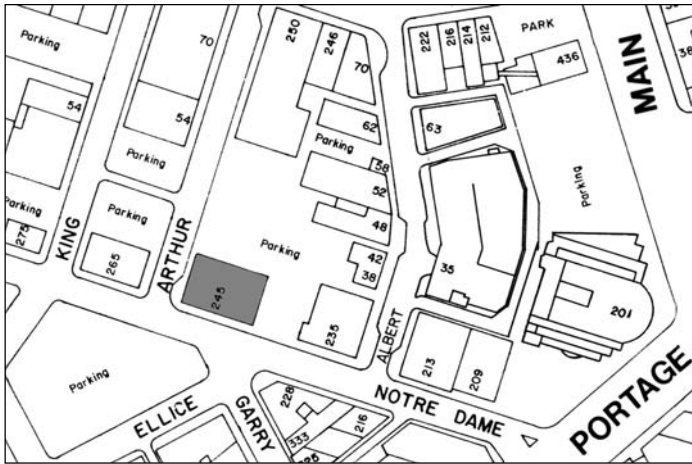 70
250
246
70
222
216
214
212
PARK
436
MAIN
38
Parking
54
54
62
63
Parking
Parking
58
52
Parking
Parking
Parking
48
275
KING
265
ARTHUR
Parking
42
38
35
245
235
ALBERT
201
213
209
Parking
ELLICE
GARRY
228
216
333
NOTRE DAME
PORTAGE